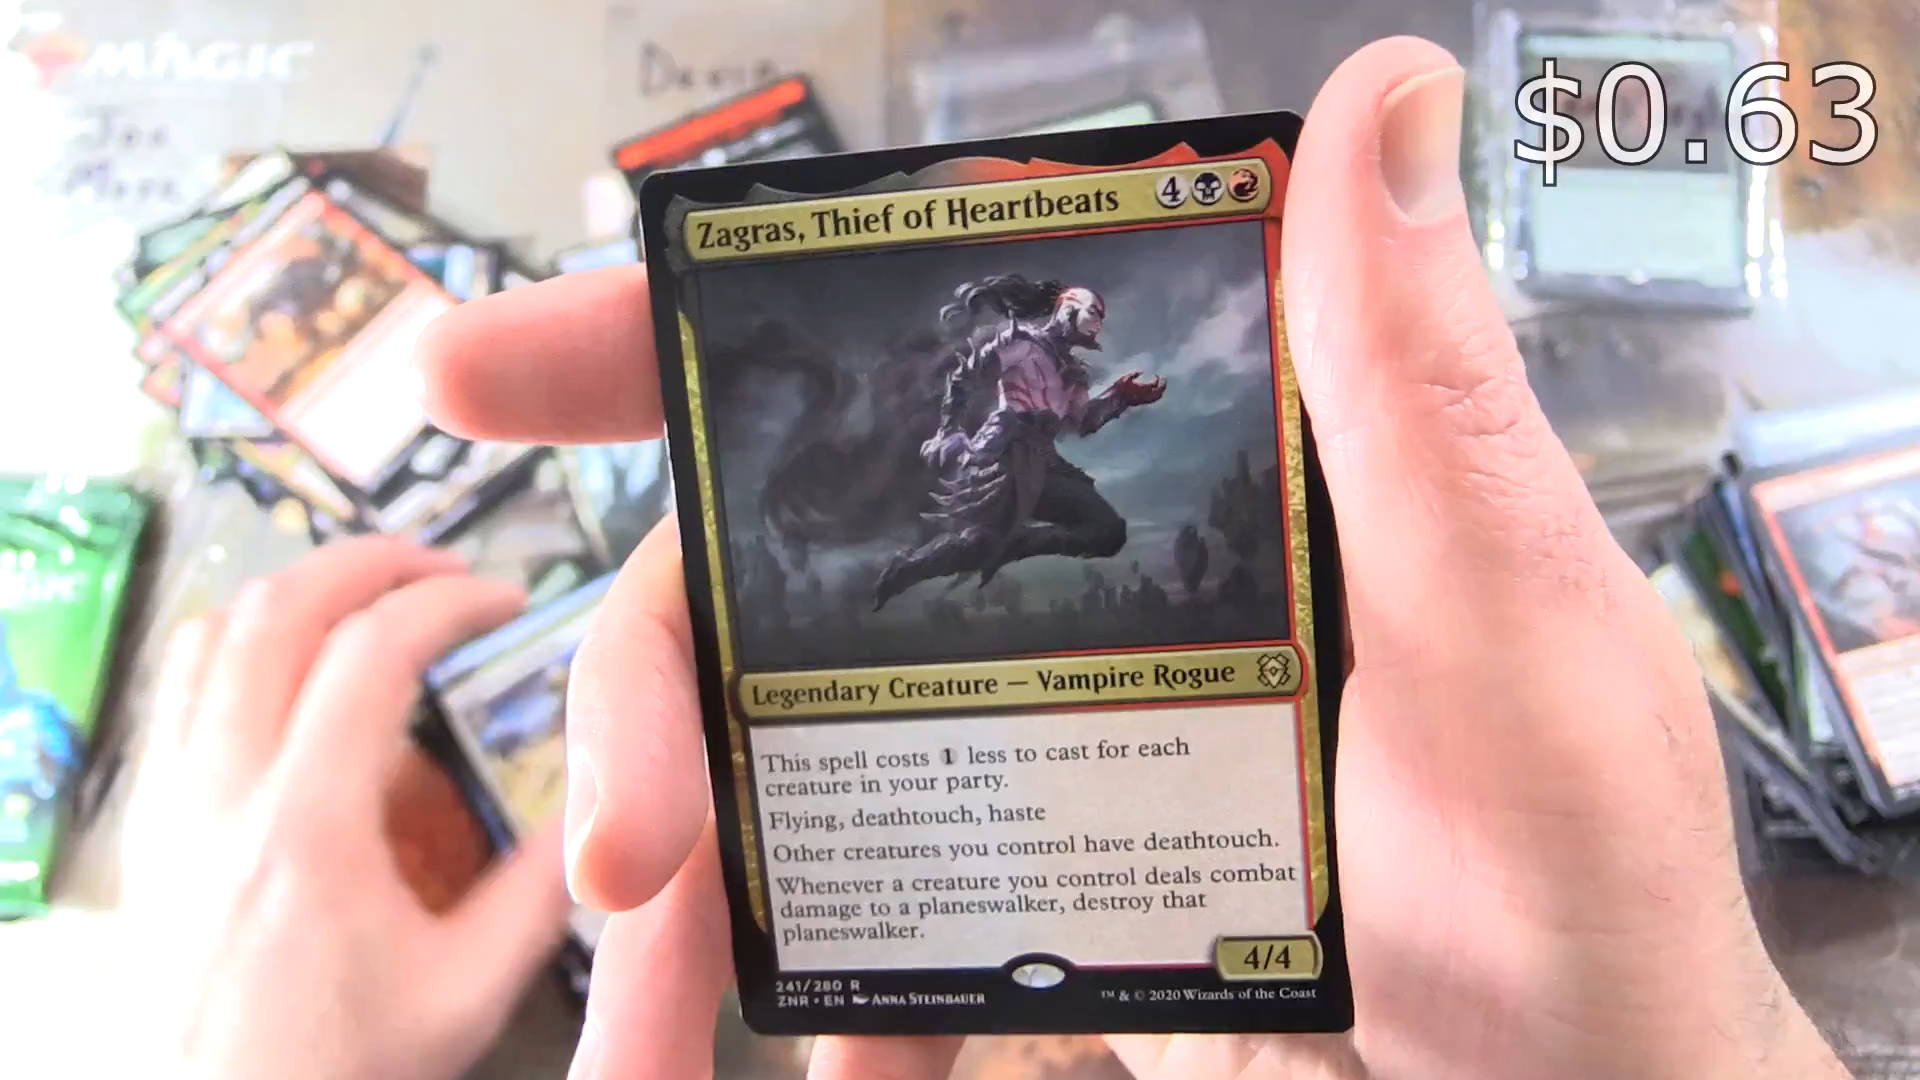 MAGIC
$0.63
Zagras, Thief of Heartbeats 4
Legendary Creature — Vampire Rogue
This spell costs 1 less to cast for each
creature in your party.
Flying, deathtouch, haste
Other creatures you control have deathtouch.
Whenever a creature you control deals combat
damage to a planeswalker, destroy that
planeswalker.
4/4
241/280 R
ZNR • EN ANNA STEINBAUER
™ & © 2020 Wizards of the Coast